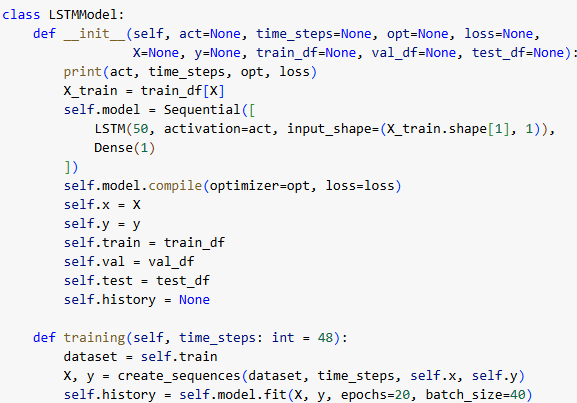 class LSTMModel:
    def __init__(self, act=None, time_steps=None, opt=None, loss=None,
                 X=None, y=None, train_df=None, val_df=None, test_df=None):
        print(act, time_steps, opt, loss)
        X_train = train_df[X]
        self.model = Sequential([
            LSTM(50, activation=act, input_shape=(X_train.shape[1], 1)),
            Dense(1)
        ])
        self.model.compile(optimizer=opt, loss=loss)
        self.x = X
        self.y = y
        self.train = train_df
        self.val = val_df
        self.test = test_df
        self.history = None

    def training(self, time_steps: int = 48):
        dataset = self.train
        X, y = create_sequences(dataset, time_steps, self.x, self.y)
        self.history = self.model.fit(X, y, epochs=20, batch_size=40)